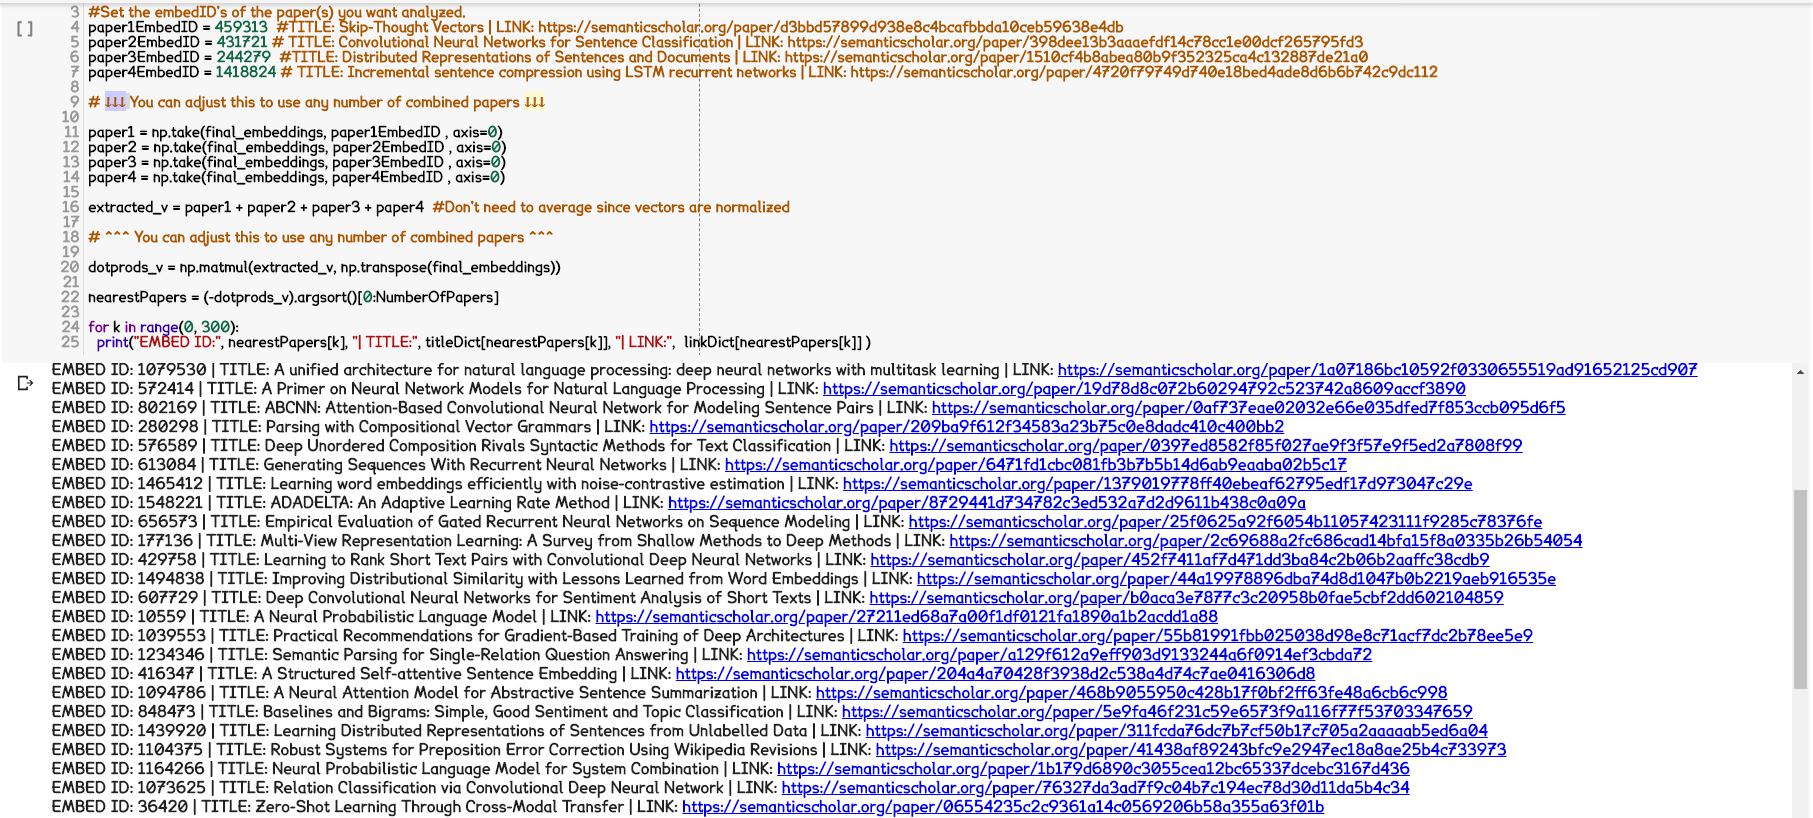 3 #Set the embedID's of the paper(s) you want analyzed.
[ ] 4 paper1EmbedID = 459313 #TITLE: Skip-Thought Vectors | LINK: https://semanticscholar.org/paper/d3bbd57899d938e8c4bcafbbda10ceb59638e4db
5 paper2EmbedID = 431721 # TITLE: Convolutional Neural Networks for Sentence Classification | LINK: https://semanticscholar.org/paper/398dee13b3aaaefdf14c78cc1e00dcf265795fd3
6 paper3EmbedID = 244279 #TITLE: Distributed Representations of Sentences and Documents | LINK: https://semanticscholar.org/paper/1510cf4b8abea80b9f352325ca4c132887de21a0
7 paper4EmbedID = 1418824 # TITLE: Incremental sentence compression using LSTM recurrent networks | LINK: https://semanticscholar.org/paper/4720f79749d740e18bed4ade8d6b6b742c9dc112
8
9 # ↓↓↓ You can adjust this to use any number of combined papers ↓↓↓
10
11 paper1 = np.take(final_embeddings, paper1EmbedID , axis=0)
12 paper2 = np.take(final_embeddings, paper2EmbedID , axis=0)
13 paper3 = np.take(final_embeddings, paper3EmbedID , axis=0)
14 paper4 = np.take(final_embeddings, paper4EmbedID , axis=0)
15
16 extracted_v = paper1 + paper2 + paper3 + paper4 #Don't need to average since vectors are normalized
17
18 # ^^^ You can adjust this to use any number of combined papers ^^^
19
20 dotprods_v = np.matmul(extracted_v, np.transpose(final_embeddings))
21
22 nearestPapers = (-dotprods_v).argsort()[0:NumberOfPapers]
23
24 for k in range(0, 300):
25 print("EMBED ID:", nearestPapers[k], "| TITLE:", titleDict[nearestPapers[k]], "| LINK:", linkDict[nearestPapers[k]] )
EMBED ID: 1079530 | TITLE: A unified architecture for natural language processing: deep neural networks with multitask learning | LINK: https://semanticscholar.org/paper/1a07186bc10592f0330655519ad91652125cd907
EMBED ID: 572414 | TITLE: A Primer on Neural Network Models for Natural Language Processing | LINK: https://semanticscholar.org/paper/19d78d8c072b60294792c523742a8609accf3890
EMBED ID: 802169 | TITLE: ABCNN: Attention-Based Convolutional Neural Network for Modeling Sentence Pairs | LINK: https://semanticscholar.org/paper/0af737eae02032e66e035dfed7f853ccb095d6f5
EMBED ID: 280298 | TITLE: Parsing with Compositional Vector Grammars | LINK: https://semanticscholar.org/paper/209ba9f612f34583a23b75c0e8dadc410c400bb2
EMBED ID: 576589 | TITLE: Deep Unordered Composition Rivals Syntactic Methods for Text Classification | LINK: https://semanticscholar.org/paper/0397ed8582f85f027ae9f3f57e9f5ed2a7808f99
EMBED ID: 613084 | TITLE: Generating Sequences With Recurrent Neural Networks | LINK: https://semanticscholar.org/paper/6471fd1cbc081fb3b7b5b14d6ab9eaaba02b5c17
EMBED ID: 1465412 | TITLE: Learning word embeddings efficiently with noise-contrastive estimation | LINK: https://semanticscholar.org/paper/1379019778ff40ebeaf62795edf17d973047c29e
EMBED ID: 1548221 | TITLE: ADADELTA: An Adaptive Learning Rate Method | LINK: https://semanticscholar.org/paper/8729441d734782c3ed532a7d2d9611b438c0a09a
EMBED ID: 656573 | TITLE: Empirical Evaluation of Gated Recurrent Neural Networks on Sequence Modeling | LINK: https://semanticscholar.org/paper/25f0625a92f6054b11057423111f9285c78376fe
EMBED ID: 177136 | TITLE: Multi-View Representation Learning: A Survey from Shallow Methods to Deep Methods | LINK: https://semanticscholar.org/paper/2c69688a2fc686cad14bfa15f8a0335b26b54054
EMBED ID: 429758 | TITLE: Learning to Rank Short Text Pairs with Convolutional Deep Neural Networks | LINK: https://semanticscholar.org/paper/452f7411af7d471dd3ba84c2b06b2aaffc38cdb9
EMBED ID: 1494838 | TITLE: Improving Distributional Similarity with Lessons Learned from Word Embeddings | LINK: https://semanticscholar.org/paper/44a19978896dba74d8d1047b0b2219aeb916535e
EMBED ID: 607729 | TITLE: Deep Convolutional Neural Networks for Sentiment Analysis of Short Texts | LINK: https://semanticscholar.org/paper/b0aca3e7877c3c20958b0fae5cbf2dd602104859
EMBED ID: 10559 | TITLE: A Neural Probabilistic Language Model | LINK: https://semanticscholar.org/paper/27211ed68a7a00f1df0121fa1890a1b2acdd1a88
EMBED ID: 1039553 | TITLE: Practical Recommendations for Gradient-Based Training of Deep Architectures | LINK: https://semanticscholar.org/paper/55b81991fbb025038d98e8c71acf7dc2b78ee5e9
EMBED ID: 1234346 | TITLE: Semantic Parsing for Single-Relation Question Answering | LINK: https://semanticscholar.org/paper/a129f612a9eff903d9133244a6f0914ef3cbda72
EMBED ID: 416347 | TITLE: A Structured Self-attentive Sentence Embedding | LINK: https://semanticscholar.org/paper/204a4a70428f3938d2c538a4d74c7ae0416306d8
EMBED ID: 1094786 | TITLE: A Neural Attention Model for Abstractive Sentence Summarization | LINK: https://semanticscholar.org/paper/468b9055950c428b17f0bf2ff63fe48a6cb6c998
EMBED ID: 848473 | TITLE: Baselines and Bigrams: Simple, Good Sentiment and Topic Classification | LINK: https://semanticscholar.org/paper/5e9fa46f231c59e6573f9a116f77f53703347659
EMBED ID: 1439920 | TITLE: Learning Distributed Representations of Sentences from Unlabelled Data | LINK: https://semanticscholar.org/paper/311fcda76dc7b7cf50b17c705a2aaaab5ed6a04
EMBED ID: 1104375 | TITLE: Robust Systems for Preposition Error Correction Using Wikipedia Revisions | LINK: https://semanticscholar.org/paper/41438af89243bfc9e2947ec18a8ae25b4c733973
EMBED ID: 1164266 | TITLE: Neural Probabilistic Language Model for System Combination | LINK: https://semanticscholar.org/paper/1b179d6890c3055cea12bc65337dcebc3167d436
EMBED ID: 1073625 | TITLE: Relation Classification via Convolutional Deep Neural Network | LINK: https://semanticscholar.org/paper/76327da3ad7f9c04b7c194ec78d30d11da5b4c34
EMBED ID: 36420 | TITLE: Zero-Shot Learning Through Cross-Modal Transfer | LINK: https://semanticscholar.org/paper/06554235c2c9361a14c0569206b58a355a63f01b